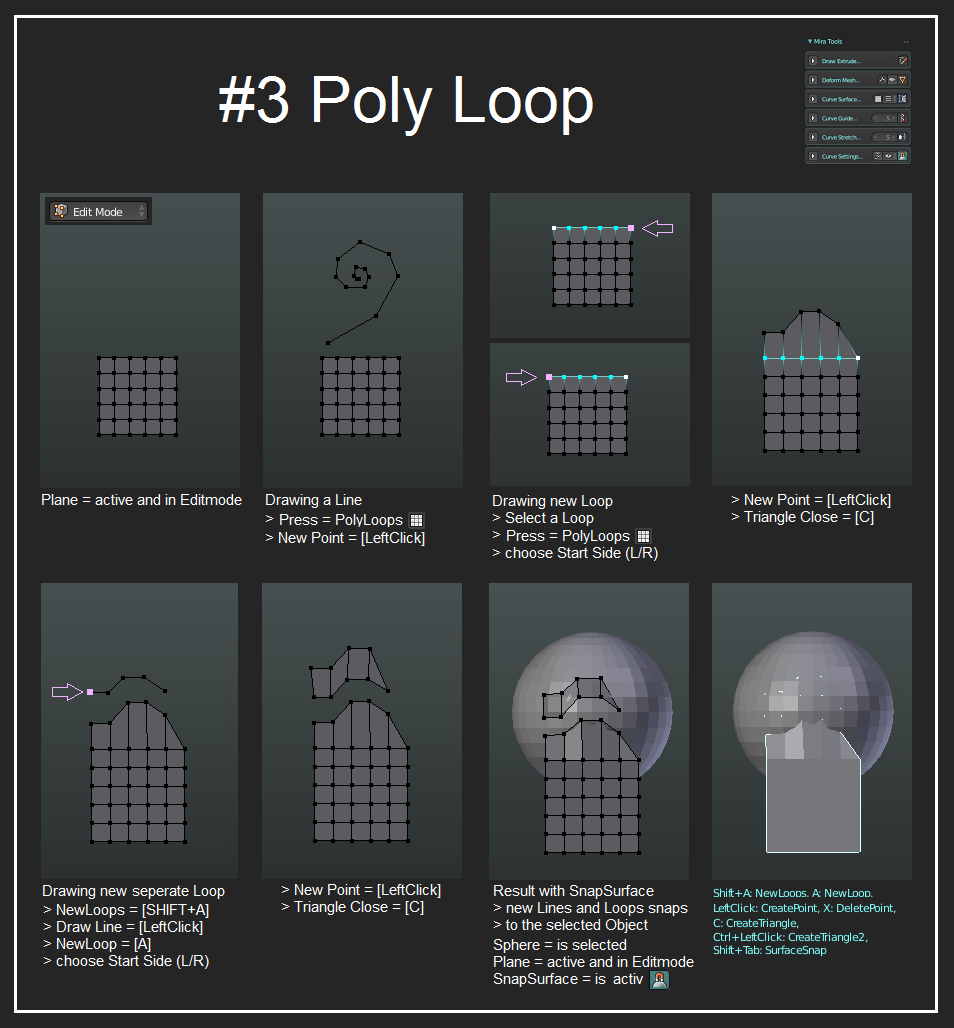 #3 Poly Loop
Mira Tools
Draw Extrude...
Deform Mesh...
Curve Surface...
Curve Guide...
5
Curve Stretch...
5
Curve Settings...
Edit Mode
Plane = active and in Editmode
Drawing a Line
> Press = PolyLoops
> New Point = [LeftClick]
Drawing new Loop
> Select a Loop
> Press = PolyLoops
> choose Start Side (L/R)
> New Point = [LeftClick]
> Triangle Close = [C]
Drawing new seperate Loop
> NewLoops = [SHIFT+A]
> Draw Line = [LeftClick]
> NewLoop = [A]
> choose Start Side (L/R)
> New Point = [LeftClick]
> Triangle Close = [C]
Result with SnapSurface
> new Lines and Loops snaps
> to the selected Object
Sphere = is selected
Plane = active and in Editmode
SnapSurface = is activ
Shift+A: NewLoops, A: NewLoop,
LeftClick: CreatePoint, X: DeletePoint,
C: CreateTriangle,
Ctrl+LeftClick: CreateTriangle2,
Shift+Tab: SurfaceSnap